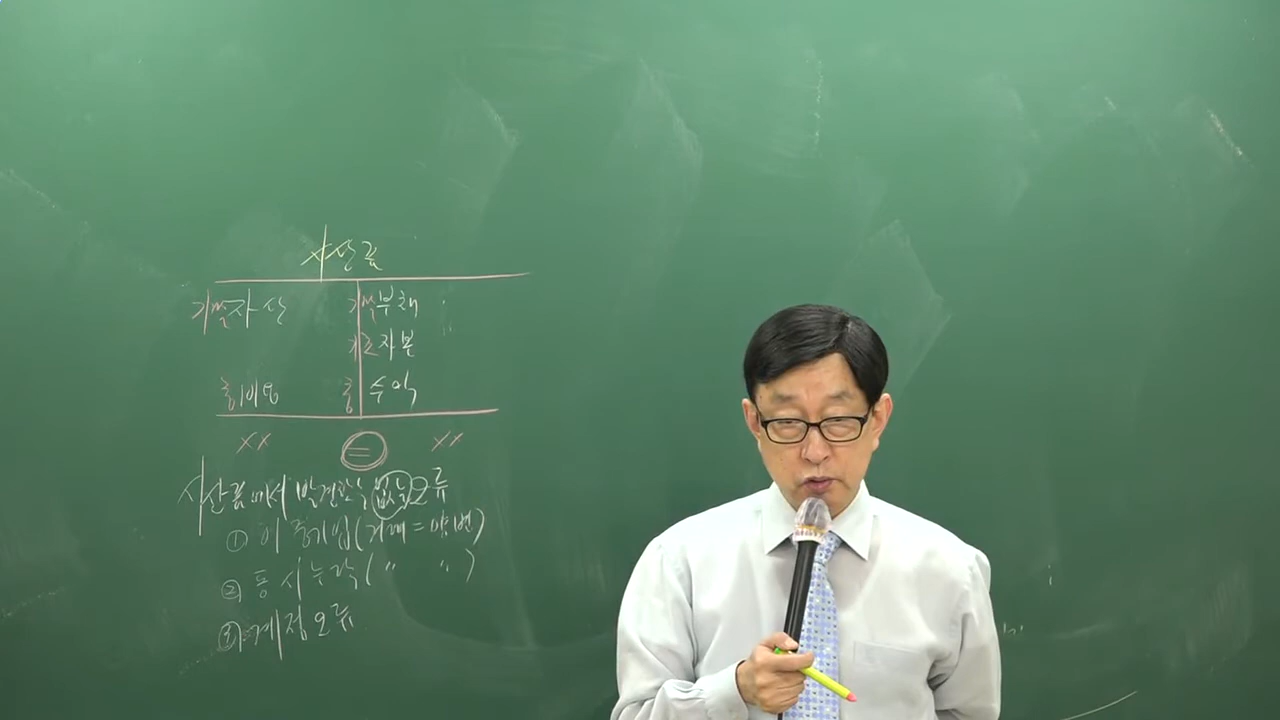 시산표
기말자산 기말부채
기초자본
총비용 총수익
×× = ××
시산표에서 발견할 수 없는 오류
① 이중기입(거래=양변)
② 동시누락( 〃 〃 )
③ 계정오류